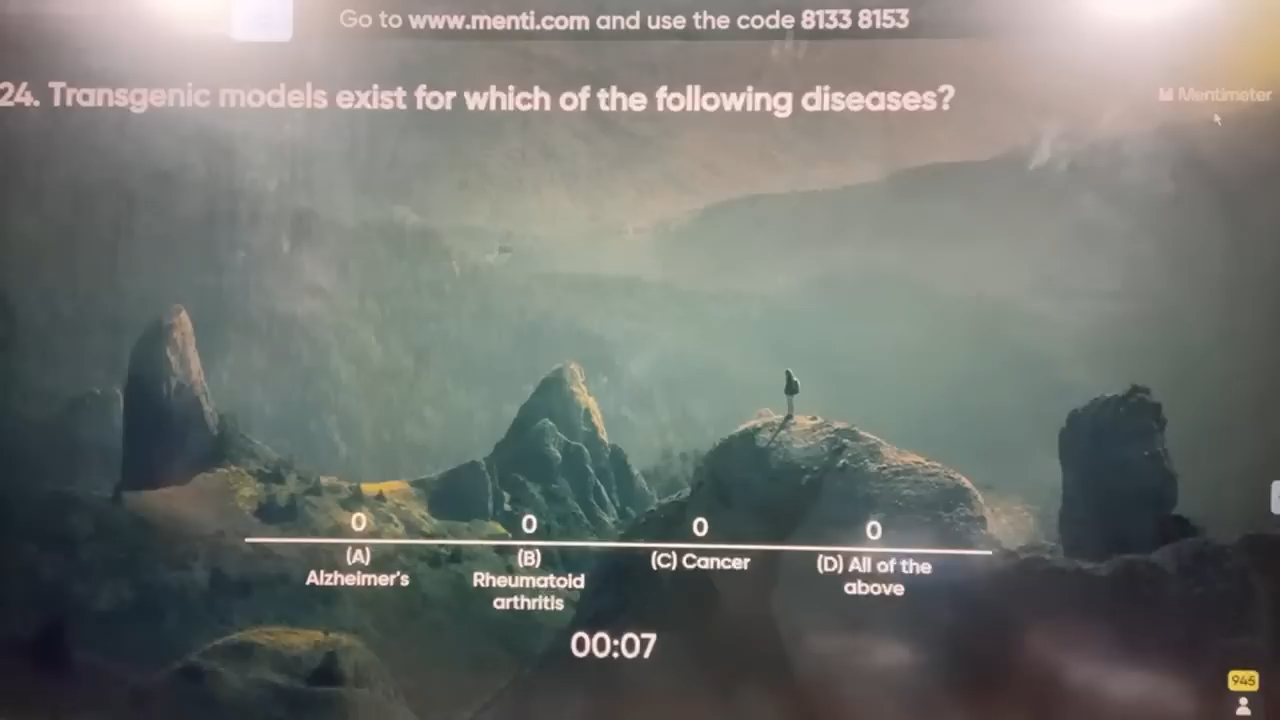 Go to www.menti.com and use the code 8133 8153
24. Transgenic models exist for which of the following diseases?
Mentimeter
0
0
0
0
(A)
Alzheimer's
(B)
Rheumatoid
arthritis
(C) Cancer
(D) All of the
above
00:07
945